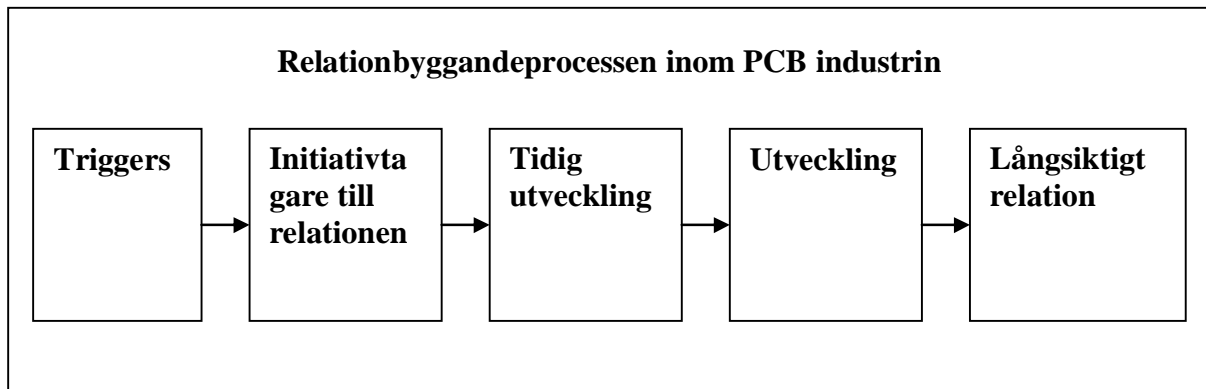 Relationbyggandeprocessen inom PCB industrin
Triggers
Initiativta
gare till
relationen
Tidig
utveckling
Utveckling
Långsiktigt
relation